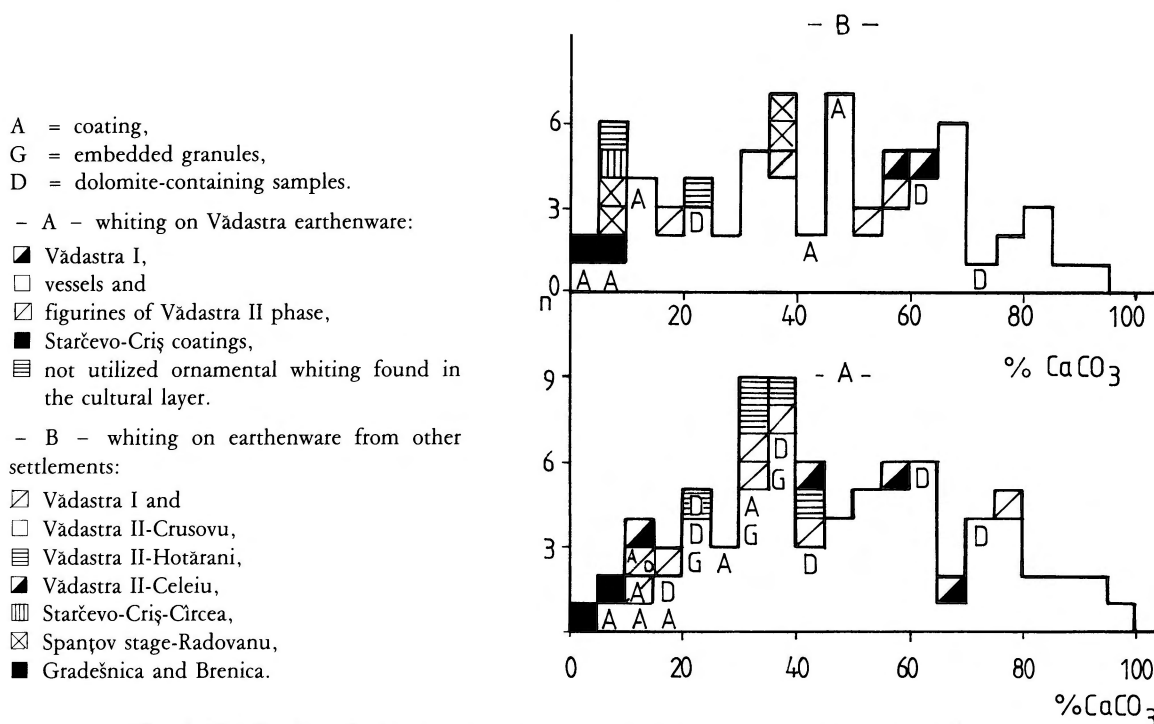 A = coating,
G = embedded granules,
D = dolomite-containing samples.
– A – whiting on Vădastra earthenware:
Vădastra I,
vessels and
figurines of Vădastra II phase,
Starčevo-Criş coatings,
not utilized ornamental whiting found in
the cultural layer.
– B – whiting on earthenware from other
settlements:
Vădastra I and
Vădastra II-Crusovu,
Vădastra II-Hotărani,
Vădastra II-Celeiu,
Starčevo-Criş-Cîrcea,
Spanţov stage-Radovanu,
Gradešnica and Brenica.
– B –
6
3
0
n
A A A D A A D D
20 40 60 80 100
% CaCO3
– A –
9
6
3
A D D D D
A D D A G D
G A G D
A A A
0 20 40 60 80 100
%CaCO3